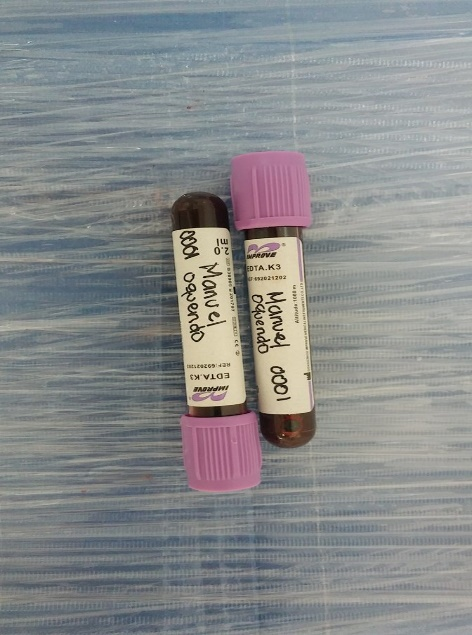 IMPROVE®
EDTA.K3
Manuel 0001
Oquendo
2.0
ml
0001
Manuel
Oquendo
EDTA.K3
IMPROVE